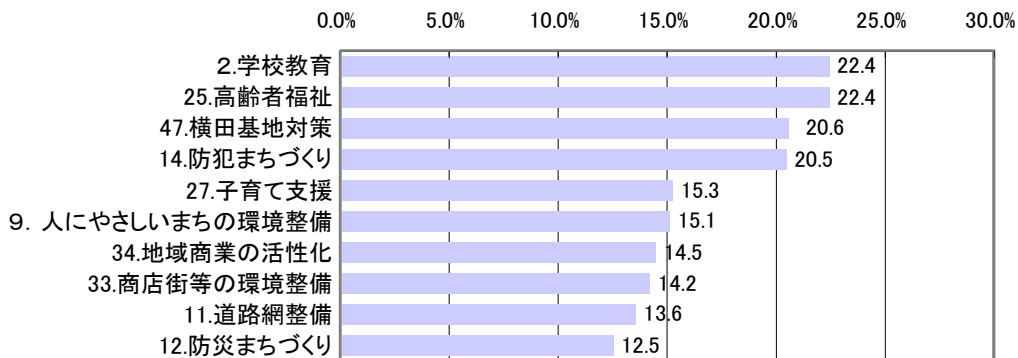 0.0% 5.0% 10.0% 15.0% 20.0% 25.0% 30.0%
2.学校教育 22.4
25.高齢者福祉 22.4
47.横田基地対策 20.6
14.防犯まちづくり 20.5
27.子育て支援 15.3
9．人にやさしいまちの環境整備 15.1
34.地域商業の活性化 14.5
33.商店街等の環境整備 14.2
11.道路網整備 13.6
12.防災まちづくり 12.5